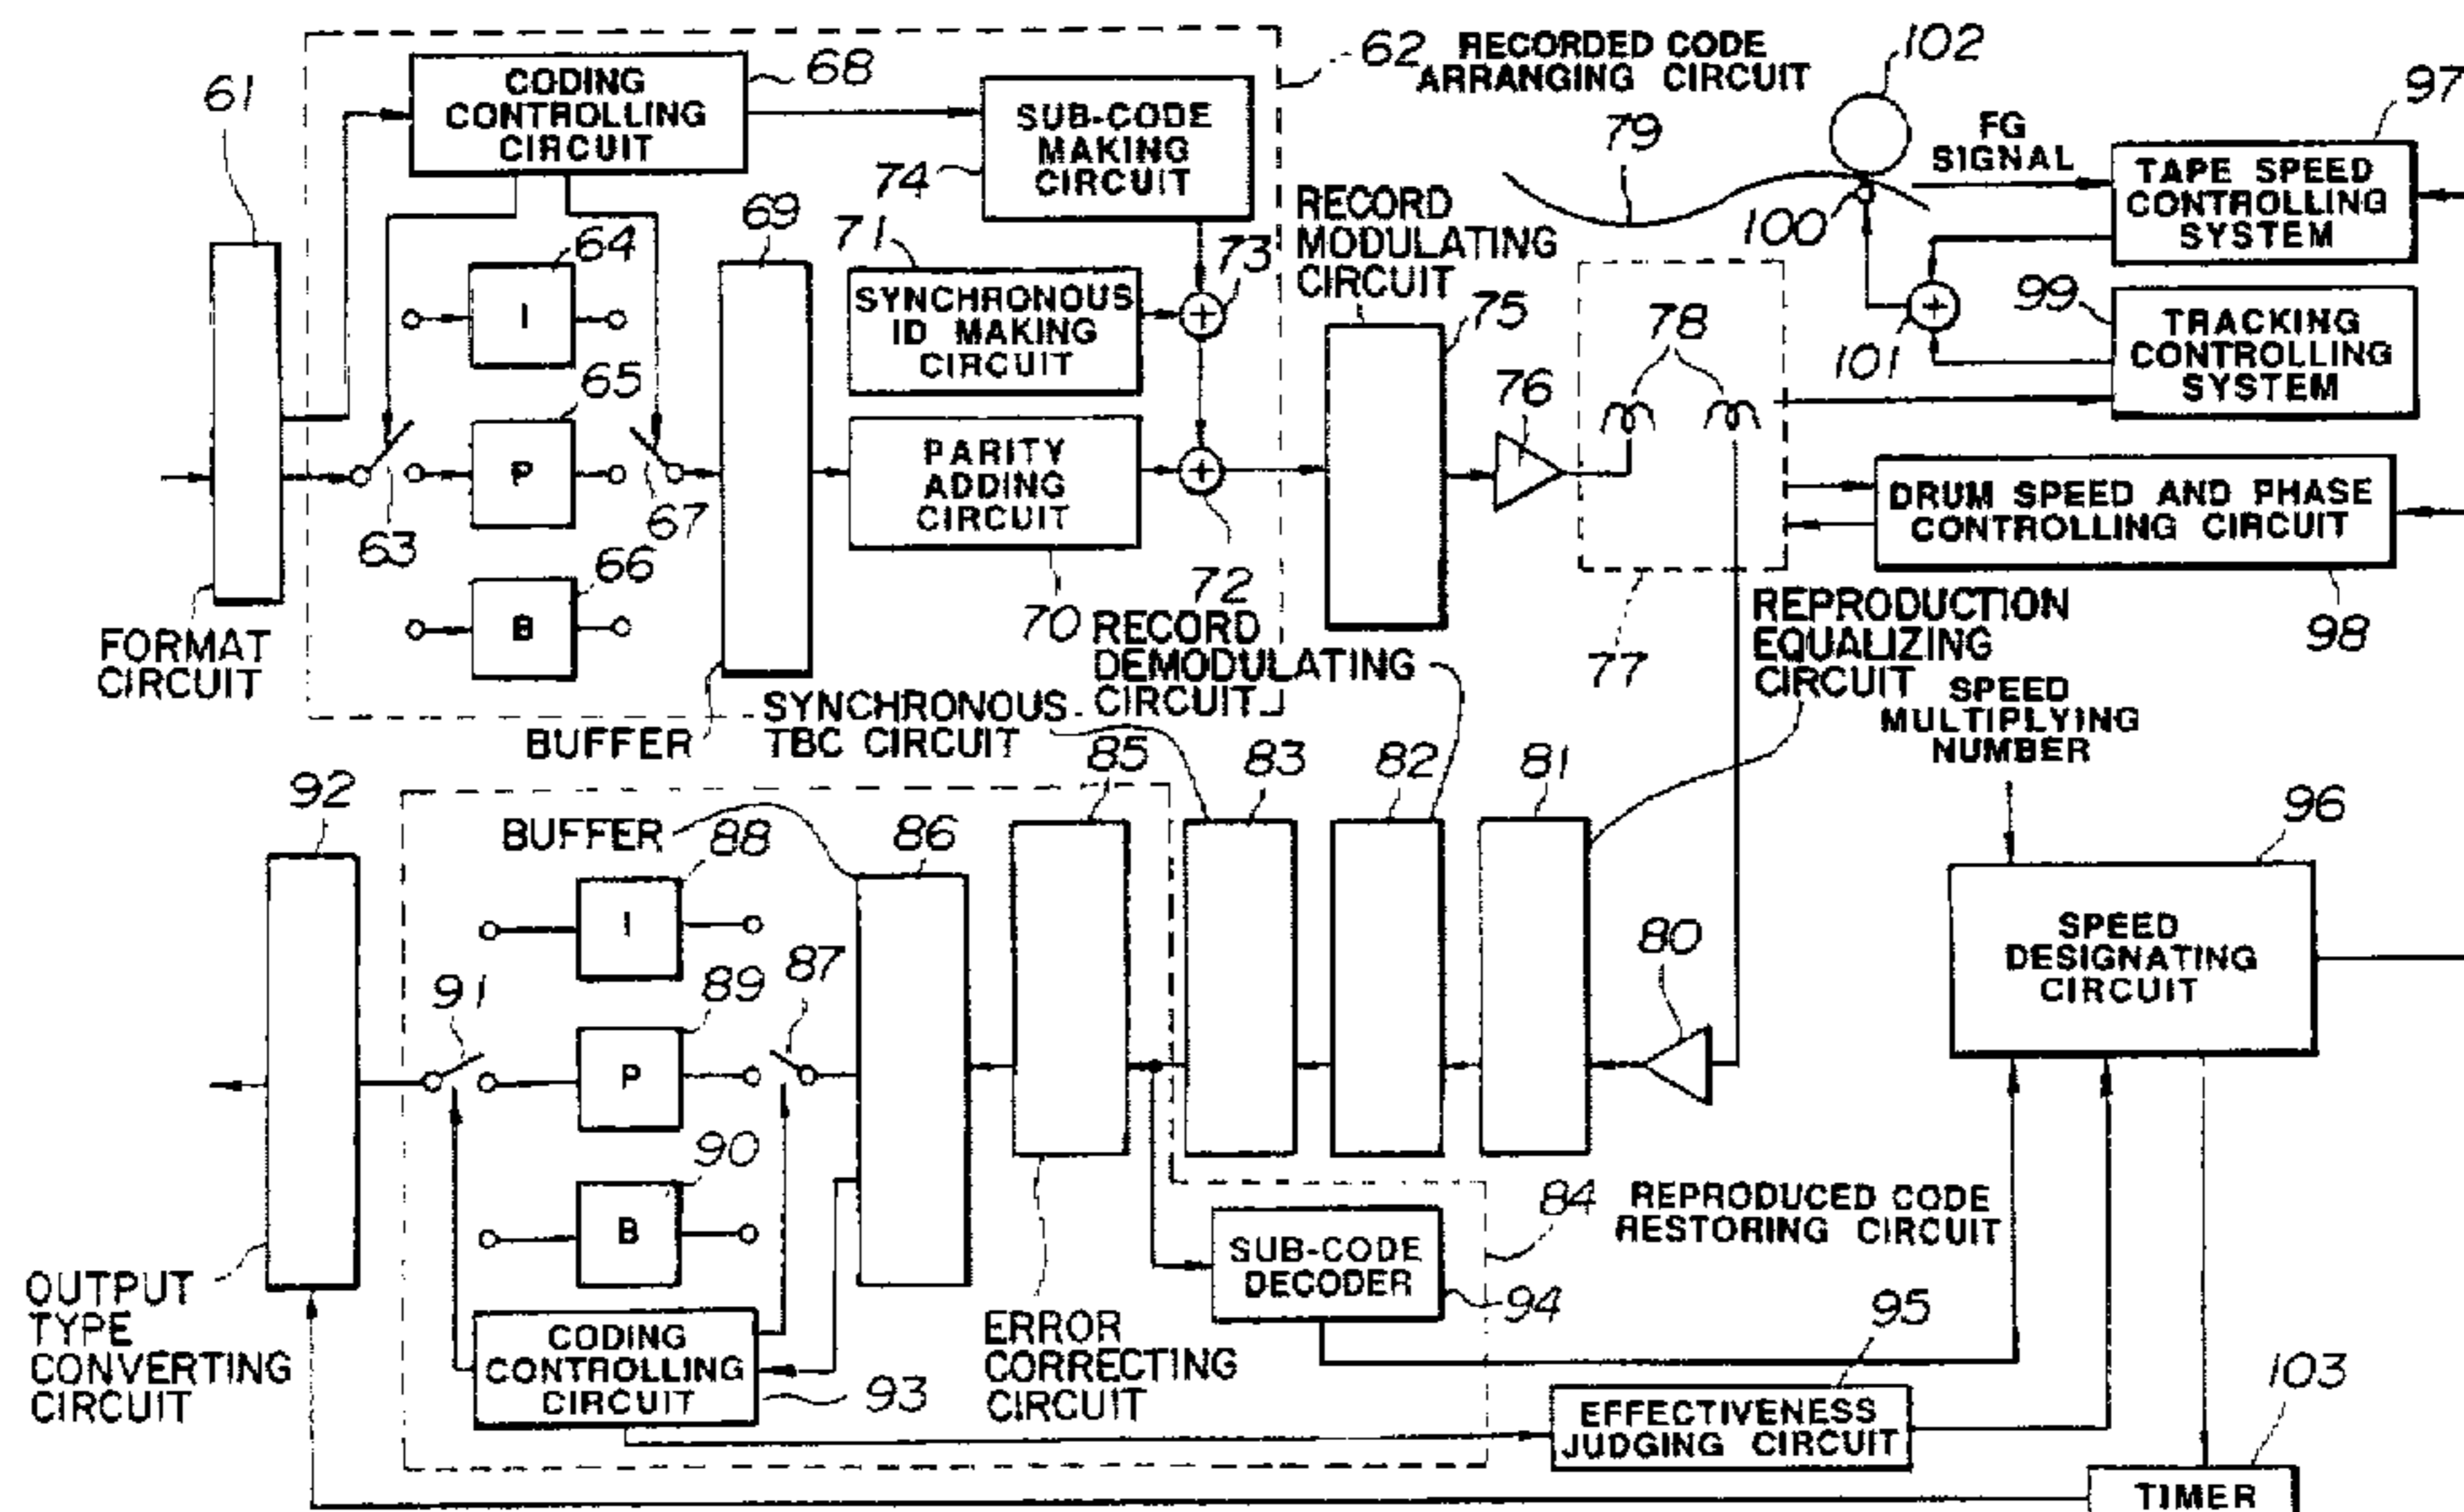 62 RECORDED CODE
ARRANGING CIRCUIT
102
97
61
CODING
CONTROLLING
CIRCUIT
68
SUB-CODE
MAKING
CIRCUIT
74
79
FG
SIGNAL
TAPE SPEED
CONTROLLING
SYSTEM
100
64
I
69
71
SYNCHRONOUS
ID MAKING
CIRCUIT
73
RECORD
MODULATING
CIRCUIT
75
78
99
101
TRACKING
CONTROLLING
SYSTEM
65
P
63
67
PARITY
ADDING
CIRCUIT
76
DRUM SPEED AND PHASE
CONTROLLING CIRCUIT
66
B
70
72
77
98
FORMAT
CIRCUIT
BUFFER
SYNCHRONOUS
TBC CIRCUIT
RECORD
DEMODULATING
CIRCUIT
REPRODUCTION
EQUALIZING
CIRCUIT
SPEED
MULTIPLYING
NUMBER
92
BUFFER
88
86
85
83
82
81
96
I
91
89
87
80
SPEED
DESIGNATING
CIRCUIT
P
90
B
84
REPRODUCED CODE
RESTORING CIRCUIT
SUB-CODE
DECODER
94
OUTPUT
TYPE
CONVERTING
CIRCUIT
CODING
CONTROLLING
CIRCUIT
93
ERROR
CORRECTING
CIRCUIT
95
EFFECTIVENESS
JUDGING CIRCUIT
103
TIMER